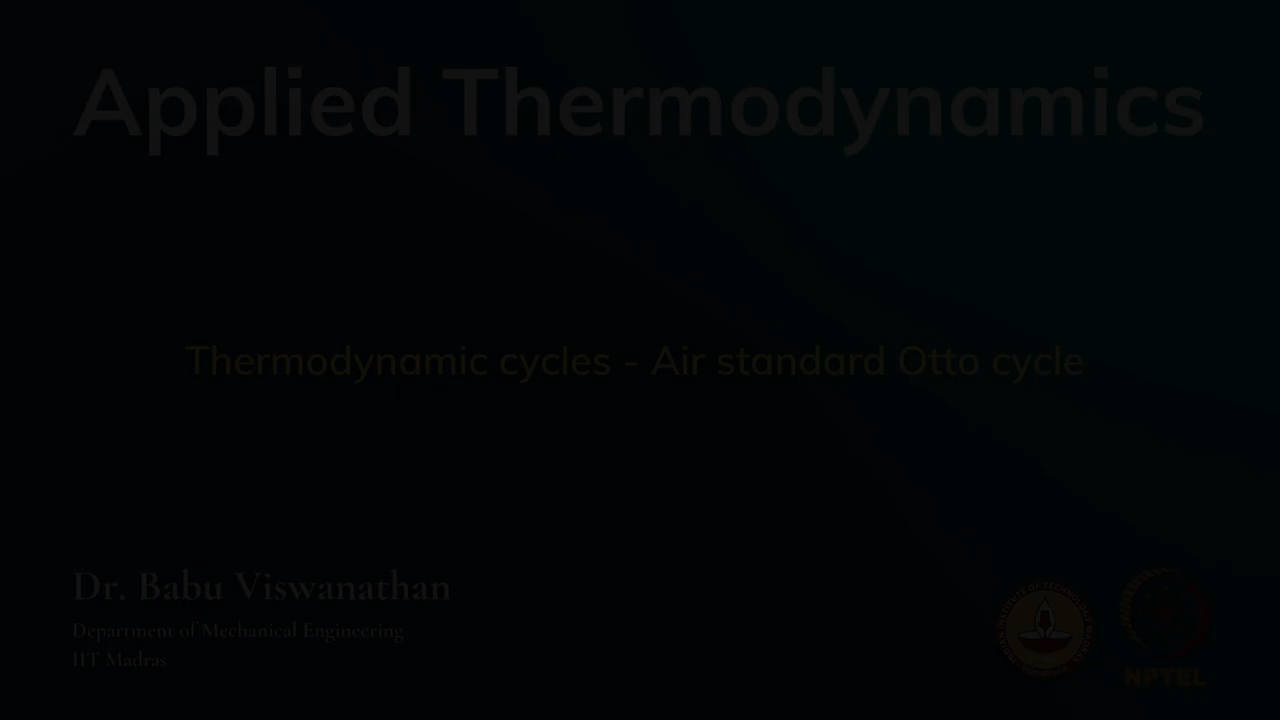 Applied Thermodynamics
Thermodynamic cycles - Air standard Otto cycle
Dr. Babu Viswanathan
Department of Mechanical Engineering
IIT Madras
NPTEL